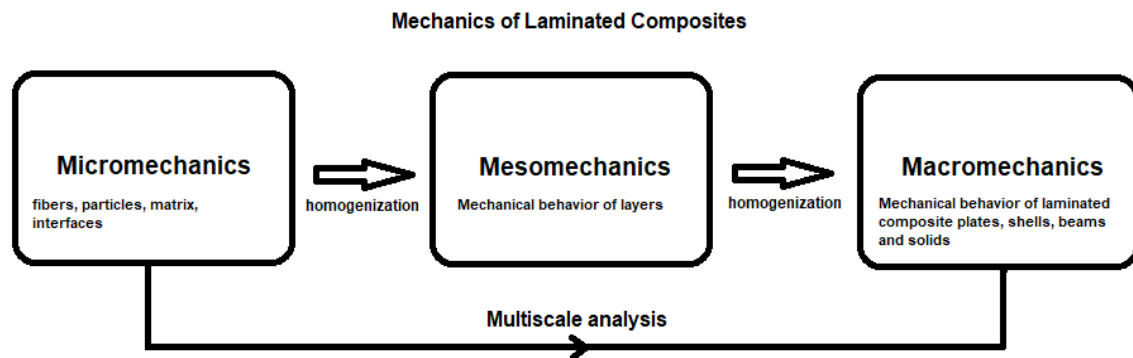 Mechanics of Laminated Composites
Micromechanics
fibers, particles, matrix,
interfaces
homogenization
Mesomechanics
Mechanical behavior of layers
homogenization
Macromechanics
Mechanical behavior of laminated
composite plates, shells, beams
and solids
Multiscale analysis